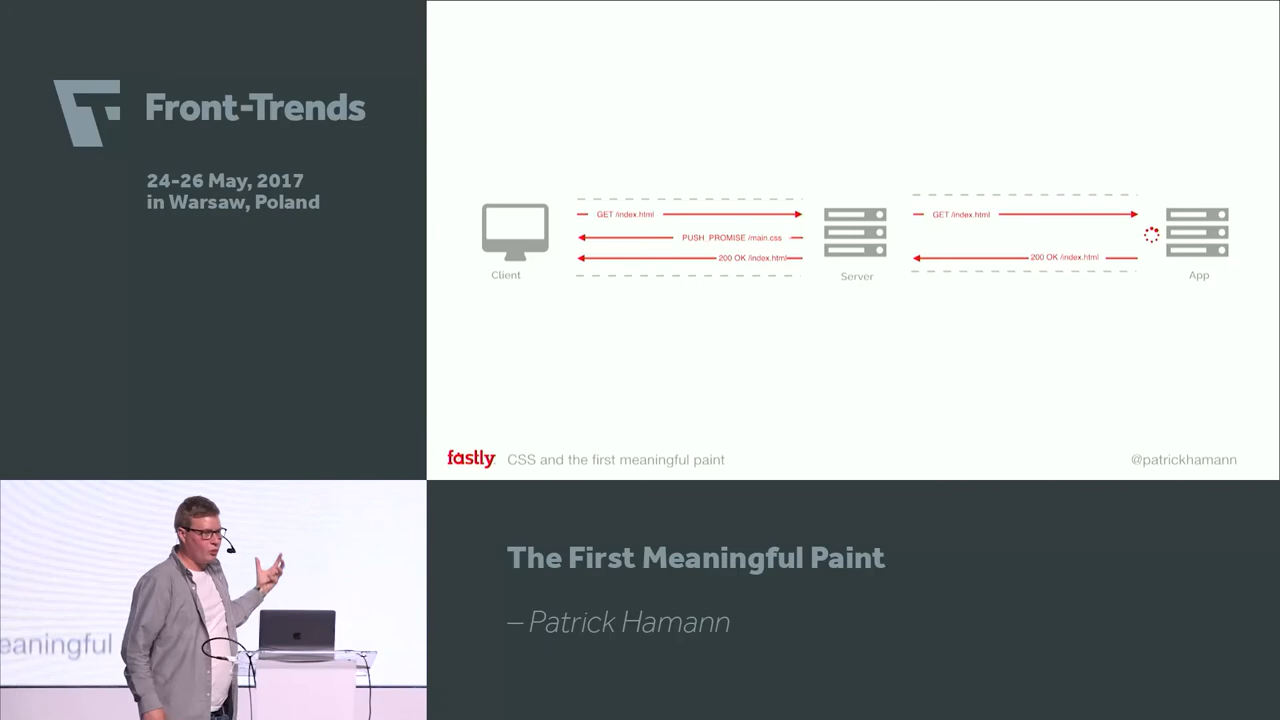 Front-Trends
24-26 May, 2017
in Warsaw, Poland
GET /index.html
PUSH_PROMISE /main.css
200 OK /index.html
Client
Server
GET /index.html
200 OK /index.html
App
fastly
CSS and the first meaningful paint
@patrickhamann
eaningful
The First Meaningful Paint
– Patrick Hamann